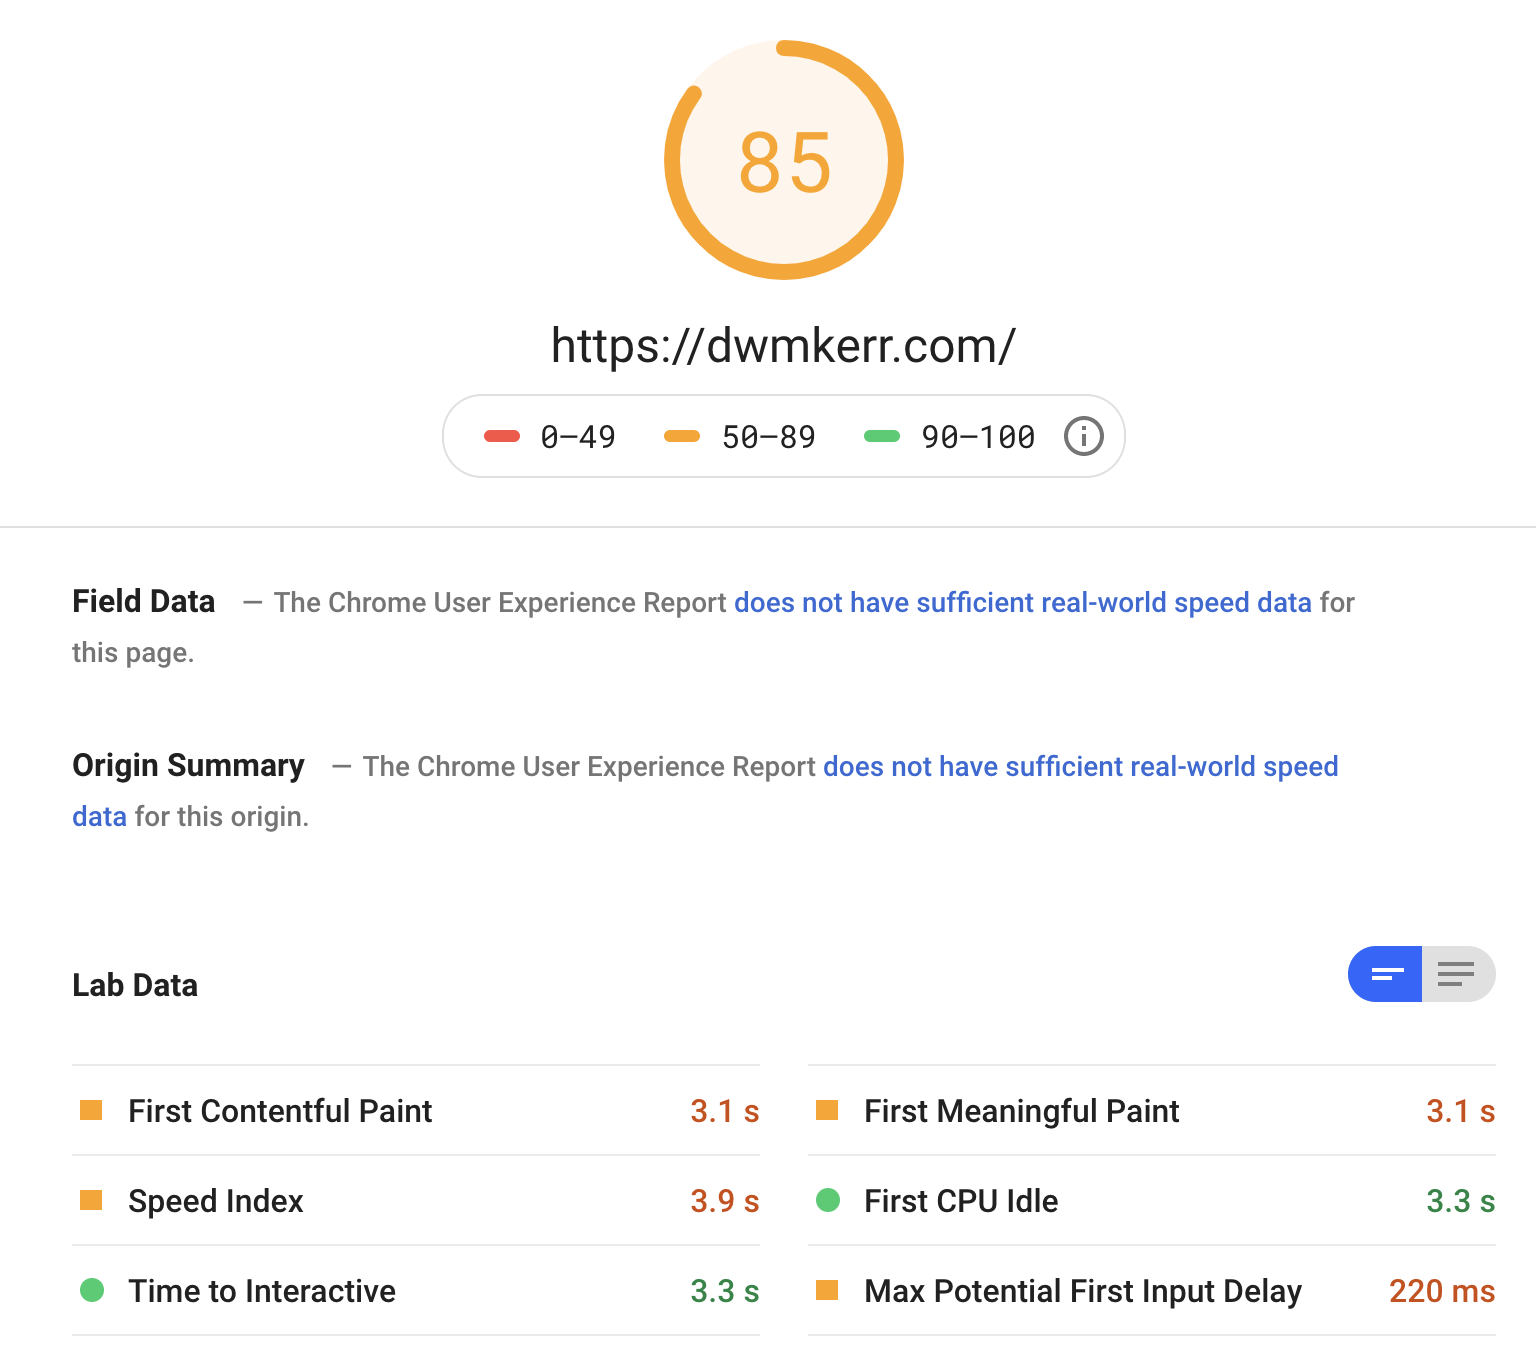 85
https://dwmkerr.com/
0–49 50–89 90–100
Field Data — The Chrome User Experience Report does not have sufficient real-world speed data for
this page.
Origin Summary — The Chrome User Experience Report does not have sufficient real-world speed
data for this origin.
Lab Data
First Contentful Paint 3.1 s
First Meaningful Paint 3.1 s
Speed Index 3.9 s
First CPU Idle 3.3 s
Time to Interactive 3.3 s
Max Potential First Input Delay 220 ms